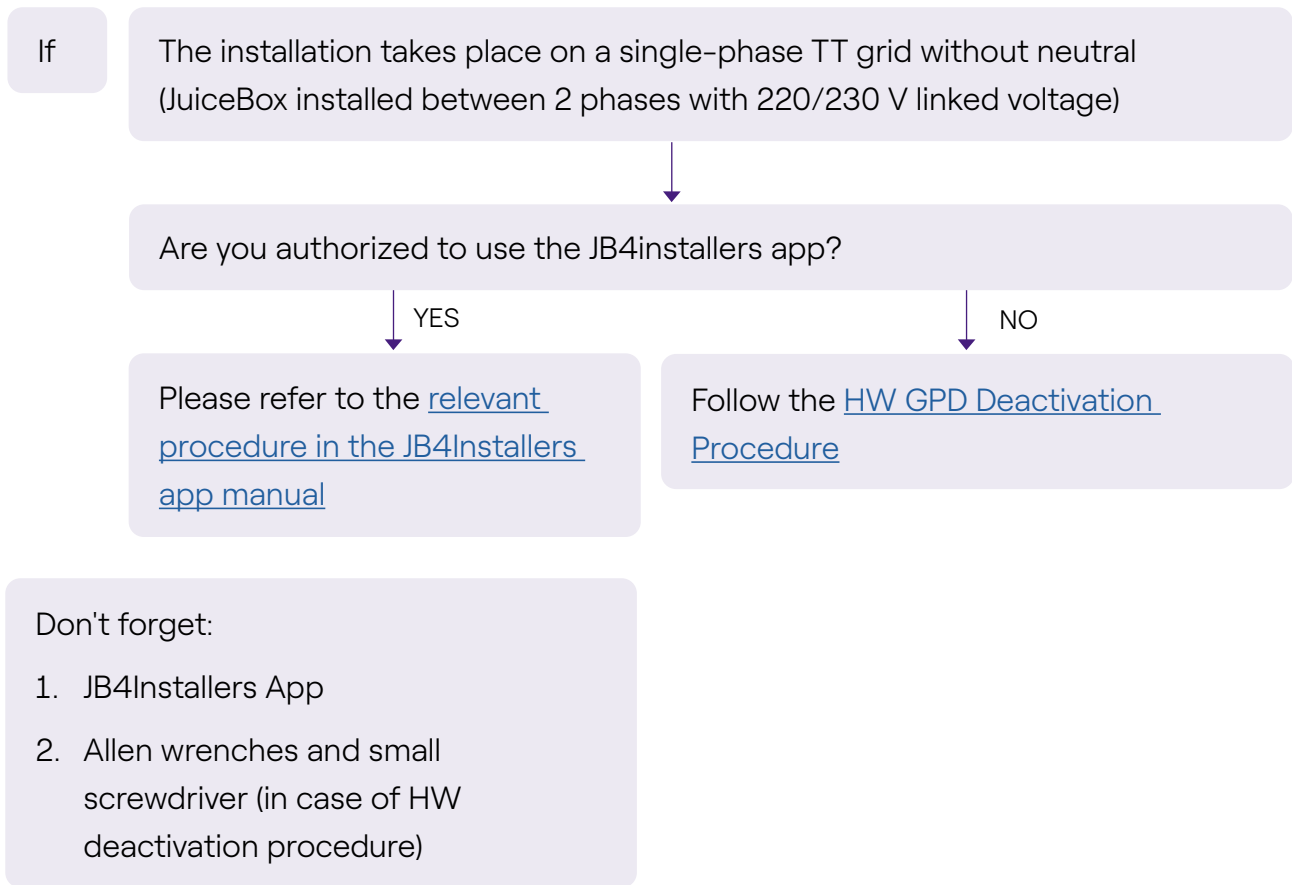 If
The installation takes place on a single-phase TT grid without neutral
(JuiceBox installed between 2 phases with 220/230 V linked voltage)
Are you authorized to use the JB4installers app?
YES
NO
Please refer to the relevant
procedure in the JB4Installers
app manual
Follow the HW GPD Deactivation
Procedure
Don't forget:
1. JB4Installers App
2. Allen wrenches and small
screwdriver (in case of HW
deactivation procedure)